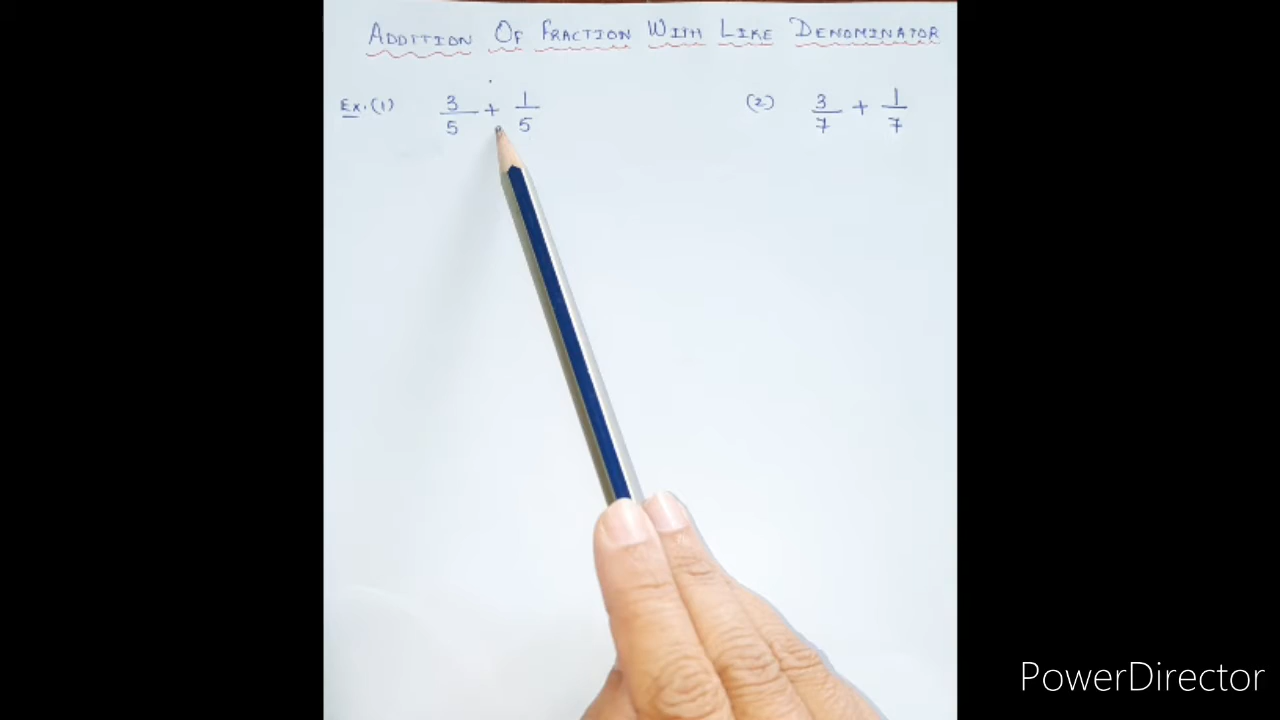 ADDITION OF FRACTION WITH LIKE DENOMINATOR
Ex. (1) 3/5 + 1/5 (2) 3/7 + 1/7
PowerDirector